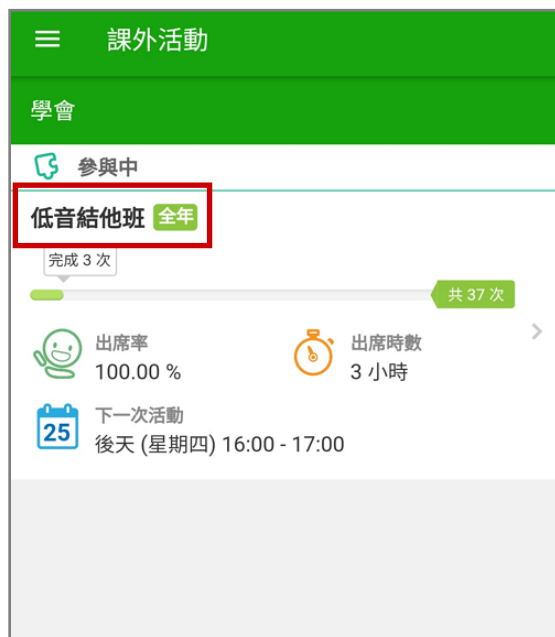 課外活動
學會
參與中
低音結他班 全年
完成 3 次
共 37 次
出席率
100.00 %
出席時數
3 小時
下一次活動
25
後天 (星期四) 16:00 - 17:00